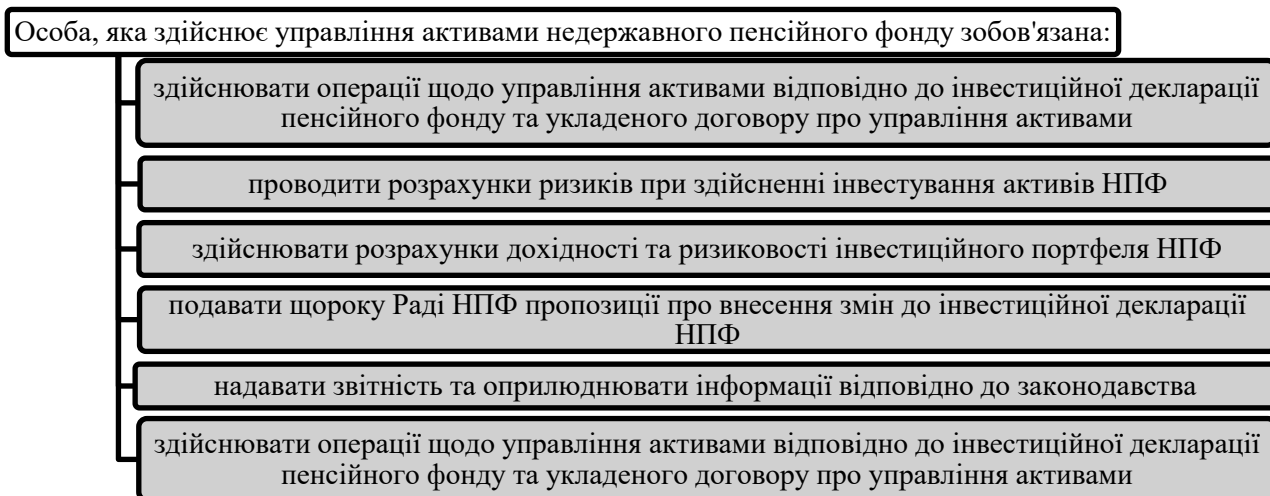 Особа, яка здійснює управління активами недержавного пенсійного фонду зобов'язана:
здійснювати операції щодо управління активами відповідно до інвестиційної декларації
пенсійного фонду та укладеного договору про управління активами
проводити розрахунки ризиків при здійсненні інвестування активів НПФ
здійснювати розрахунки дохідності та ризиковості інвестиційного портфеля НПФ
подавати щороку Раді НПФ пропозиції про внесення змін до інвестиційної декларації
НПФ
надавати звітність та оприлюднювати інформації відповідно до законодавства
здійснювати операції щодо управління активами відповідно до інвестиційної декларації
пенсійного фонду та укладеного договору про управління активами